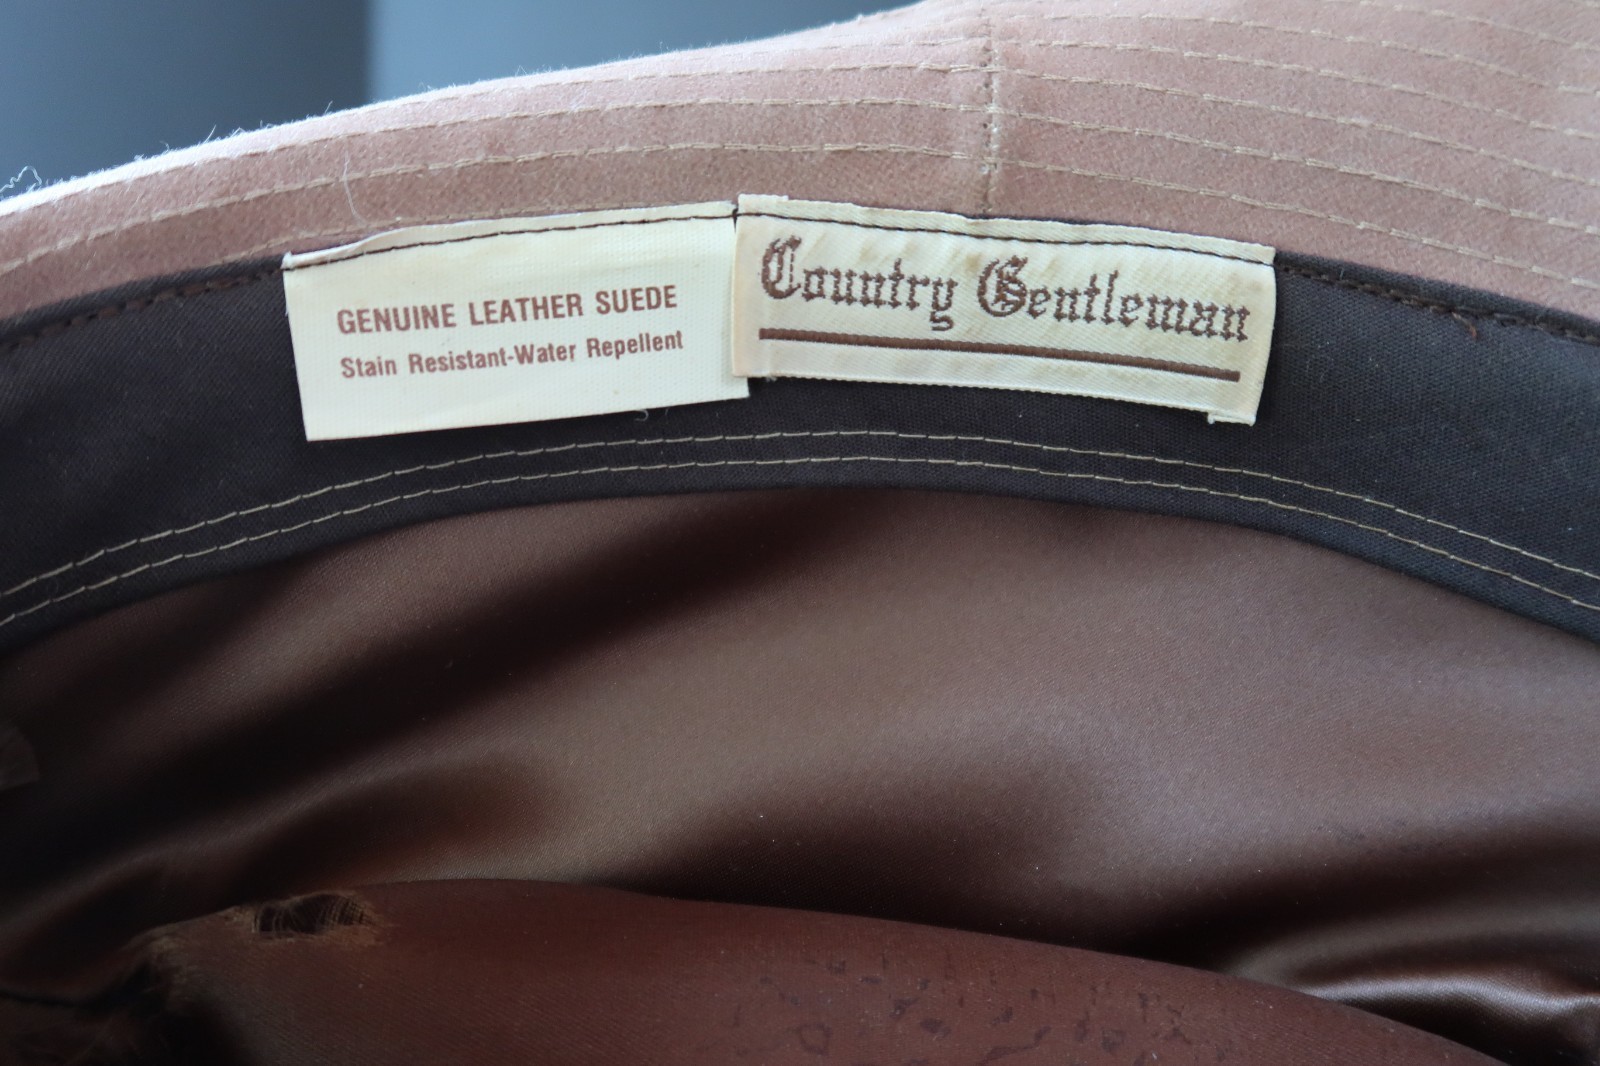 GENUINE LEATHER SUEDE
Stain Resistant-Water Repellent
Country Gentleman